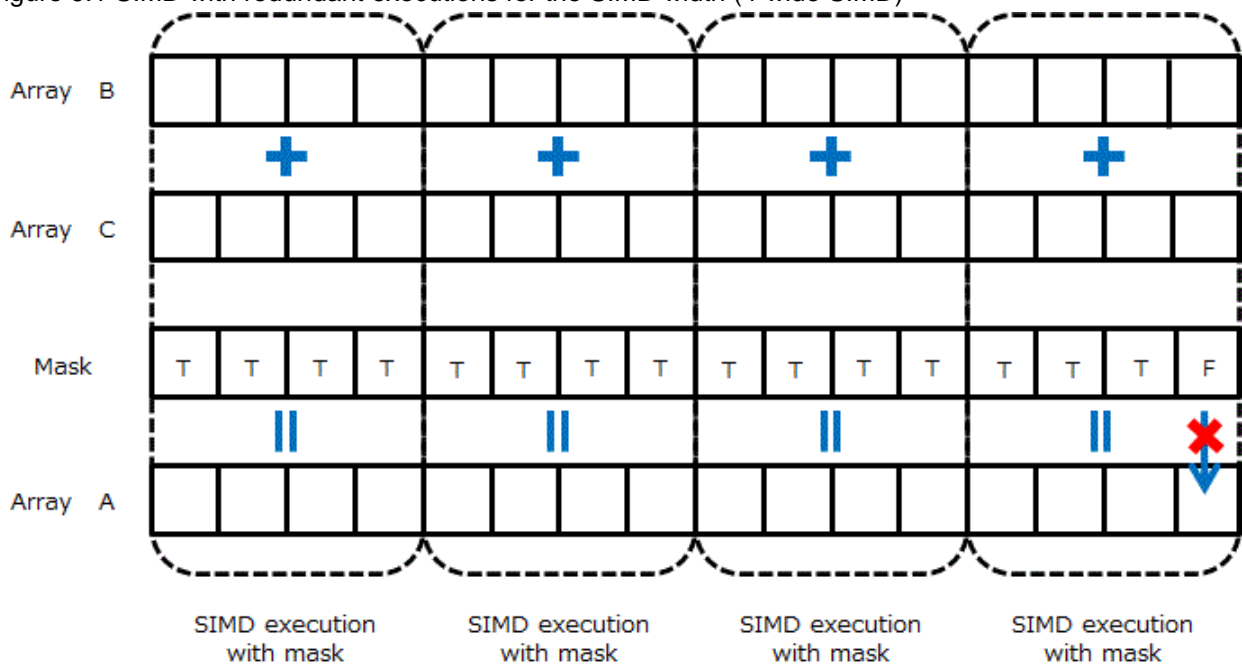 Array B
Array C
Mask T T T T T T T T T T T T T T T F
Array A
SIMD execution with mask
SIMD execution with mask
SIMD execution with mask
SIMD execution with mask